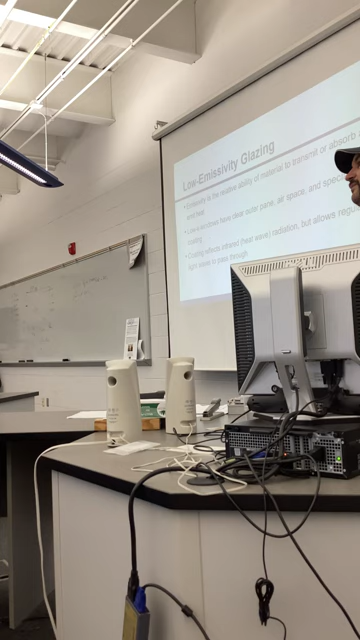 Low-Emissivity Glazing
• Emissivity is the relative ability of material to transmit or absorb
• Low-e windows have clear outer pane, air space, and
coating
• Coating reflects infrared (heat wave) radiation, but allows
light waves to pass through